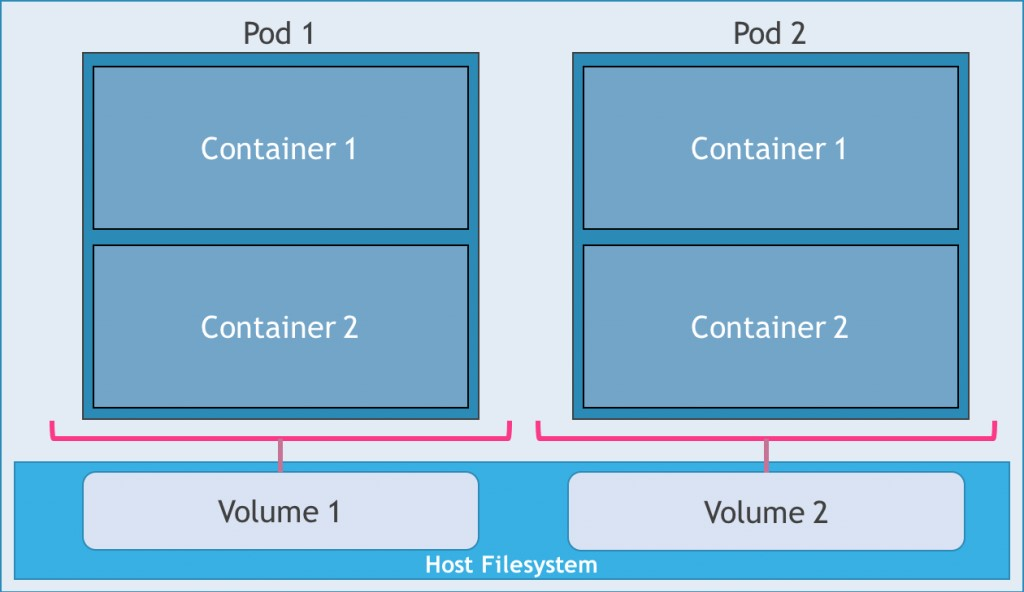 Pod 1
Pod 2
Container 1
Container 1
Container 2
Container 2
Volume 1
Volume 2
Host Filesystem